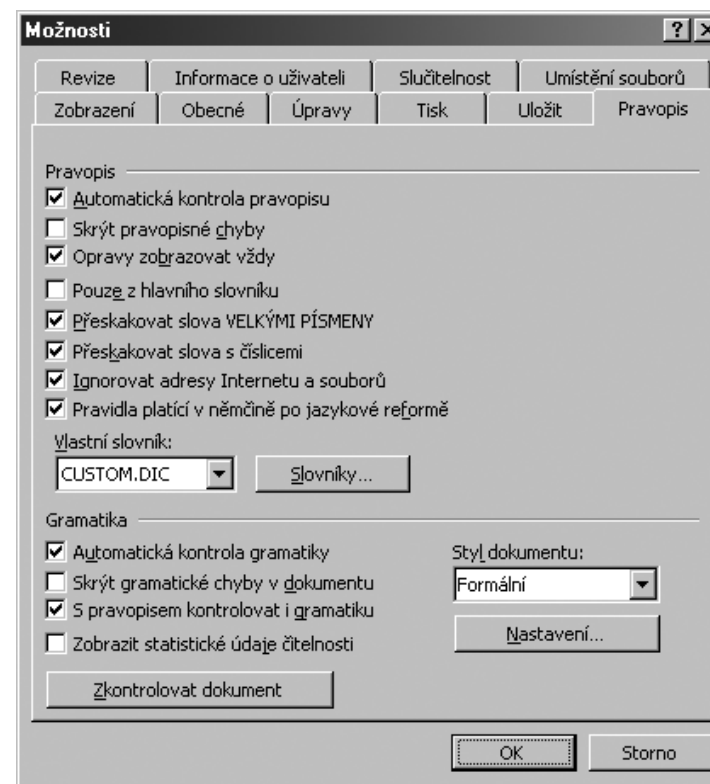 Možnosti
Revize Informace o uživateli Slučitelnost Umístění souborů
Zobrazení Obecné Úpravy Tisk Uložit Pravopis
Pravopis
Automatická kontrola pravopisu
Skrýt pravopisné chyby
Opravy zobrazovat vždy
Pouze z hlavního slovníku
Přeskakovat slova VELKÝMI PÍSMENY
Přeskakovat slova s číslicemi
Ignorovat adresy Internetu a souborů
Pravidla platící v němčině po jazykové reformě
Vlastní slovník:
CUSTOM.DIC Slovníky...
Gramatika
Automatická kontrola gramatiky Styl dokumentu:
Skrýt gramatické chyby v dokumentu Formální
S pravopisem kontrolovat i gramatiku
Zobrazit statistické údaje čitelnosti Nastavení...
Zkontrolovat dokument
OK Storno